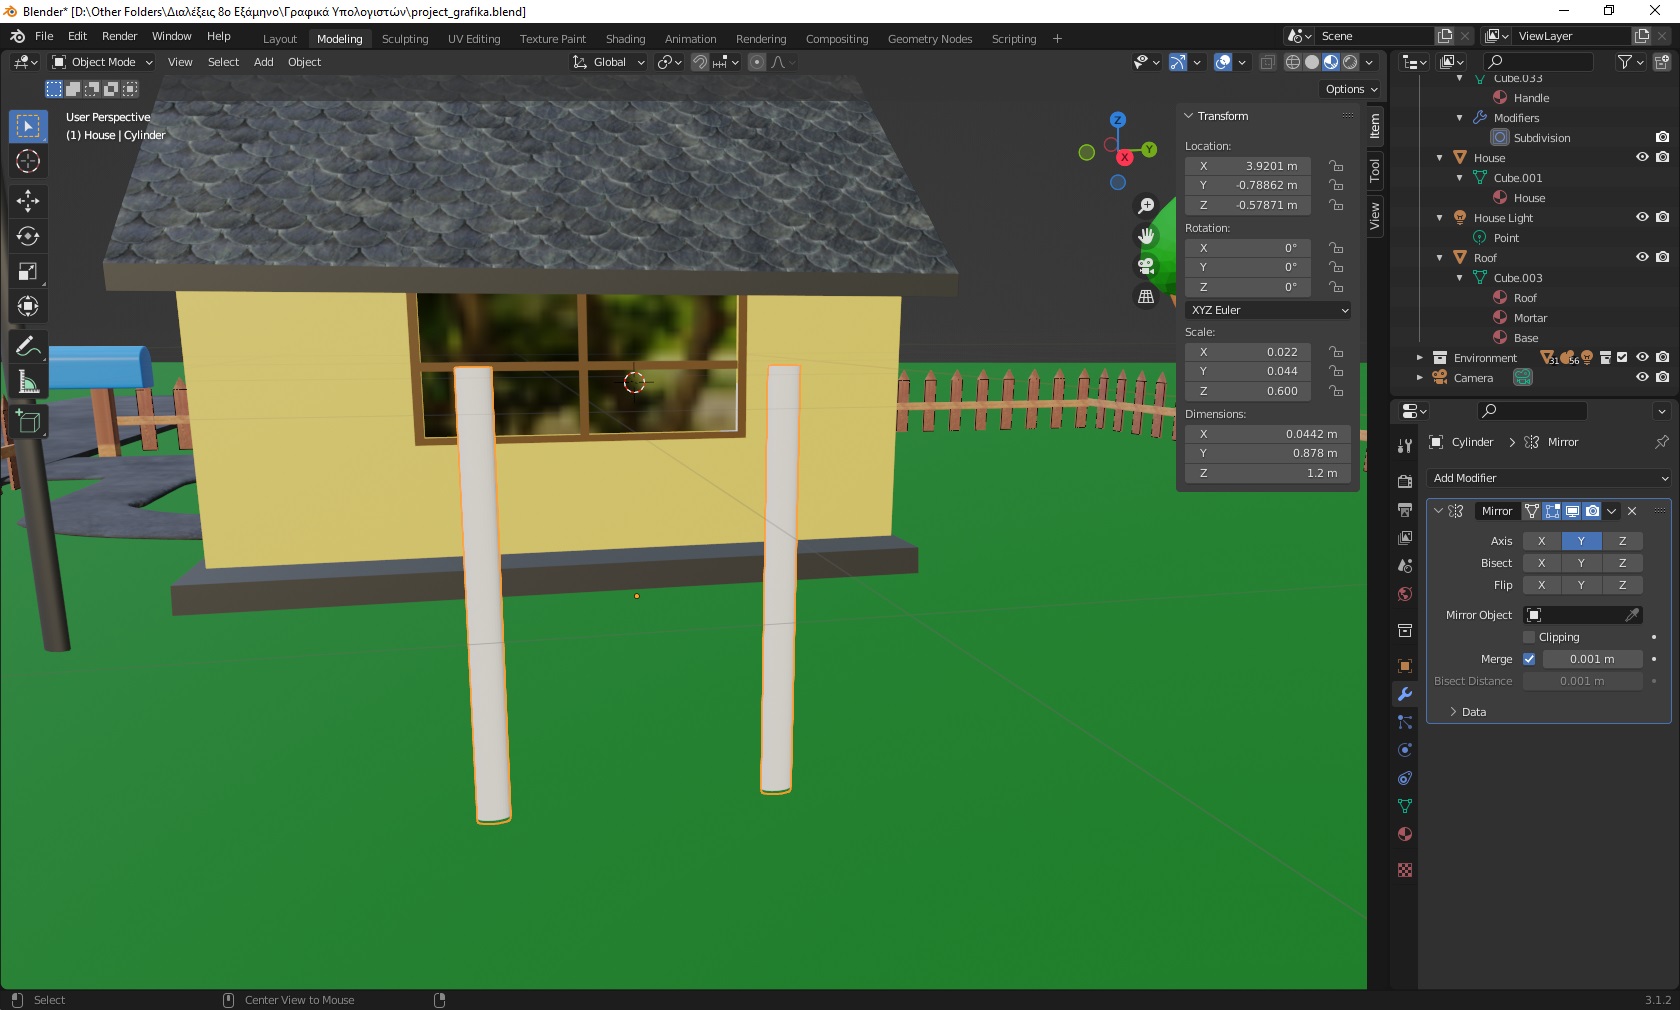 Blender* [D:\Other Folders\Διαλέξεις 8ο Εξάμηνο\Γραφικά Υπολογιστών\project_grafika.blend]
File Edit Render Window Help Layout Modeling Sculpting UV Editing Texture Paint Shading Animation Rendering Compositing Geometry Nodes Scripting + Scene ViewLayer
Object Mode View Select Add Object Global
Options
User Perspective
(1) House | Cylinder
Z
Y
X
Transform
Location:
X 3.9201 m
Y -0.78862 m
Z -0.57871 m
Rotation:
X 0°
Y 0°
Z 0°
XYZ Euler
Scale:
X 0.022
Y 0.044
Z 0.600
Dimensions:
X 0.0442 m
Y 0.878 m
Z 1.2 m
Item
Tool
View
Cube.033
Handle
Modifiers
Subdivision
House
Cube.001
House
House Light
Point
Roof
Cube.003
Roof
Mortar
Base
Environment 31 56
Camera
Cylinder > Mirror
Add Modifier
Mirror
Axis X Y Z
Bisect X Y Z
Flip X Y Z
Mirror Object
Clipping
Merge 0.001 m
Bisect Distance 0.001 m
Data
Select Center View to Mouse 3.1.2